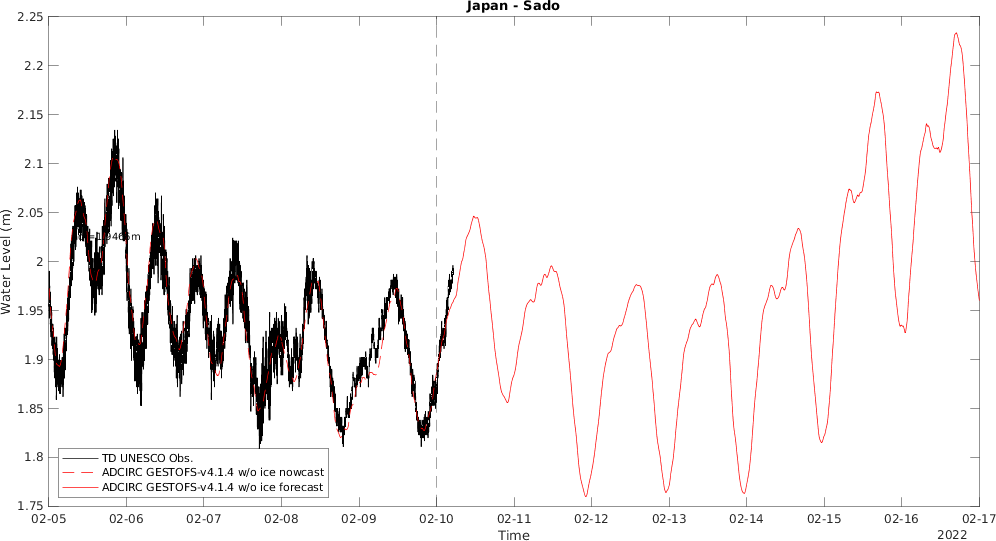 Japan - Sado
Water Level (m)
2.25
2.2
2.15
2.1
2.05
2
1.95
1.9
1.85
1.8
1.75
TD UNESCO Obs.
ADCIRC GESTOFS-v4.1.4 w/o ice nowcast
ADCIRC GESTOFS-v4.1.4 w/o ice forecast
02-05 02-06 02-07 02-08 02-09 02-10 02-11 02-12 02-13 02-14 02-15 02-16 02-17
Time
2022